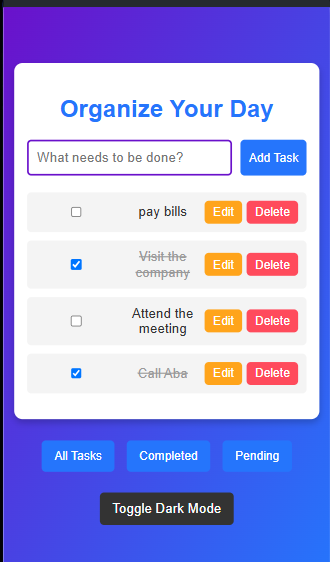 Organize Your Day
What needs to be done? Add Task
pay bills Edit Delete
Visit the
company Edit Delete
Attend the
meeting Edit Delete
Call Aba Edit Delete
All Tasks Completed Pending
Toggle Dark Mode